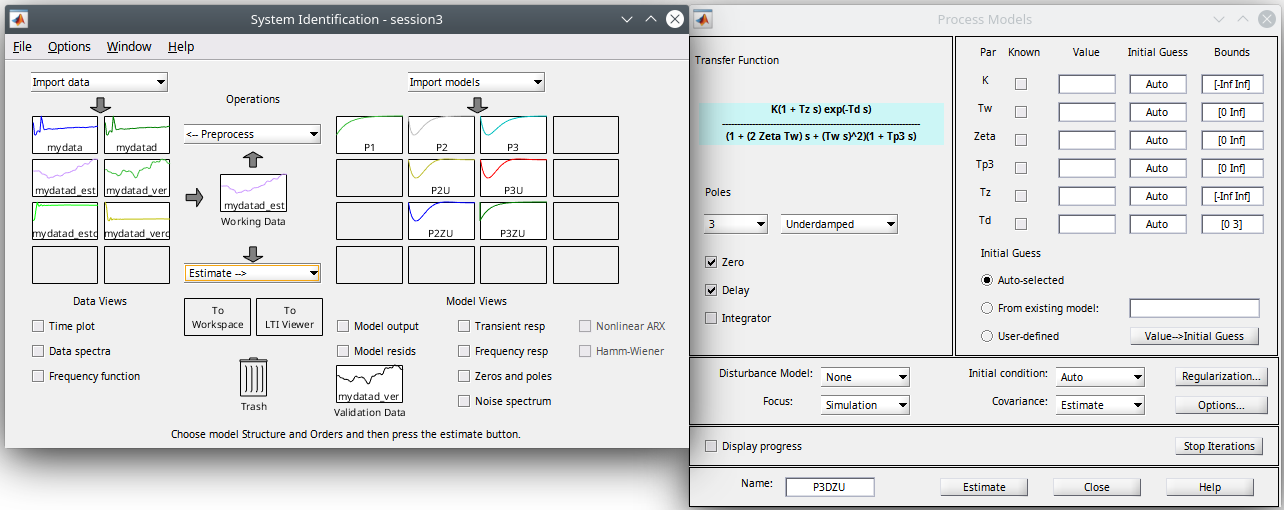 System Identification - session3
File Options Window Help
Import data
Import models
Operations
<-- Preprocess
mydata
mydatad
P1
P2
P3
mydatad_est
mydatad_ver
mydatad_est
Working Data
P2U
P3U
mydatad_estd
mydatad_verd
P2ZU
P3ZU
Estimate -->
Data Views
Model Views
To
Workspace
To
LTI Viewer
Time plot
Model output
Transient resp
Nonlinear ARX
Data spectra
Model resids
Frequency resp
Hamm-Wiener
Frequency function
Zeros and poles
mydatad_ver
Noise spectrum
Trash
Validation Data
Choose model Structure and Orders and then press the estimate button.
Process Models
Transfer Function
K(1 + Tz s) exp(-Td s)
(1 + (2 Zeta Tw) s + (Tw s)^2)(1 + Tp3 s)
Poles
3
Underdamped
Zero
Delay
Integrator
Par Known Value Initial Guess Bounds
K Auto [-Inf Inf]
Tw Auto [0 Inf]
Zeta Auto [0 Inf]
Tp3 Auto [0 Inf]
Tz Auto [-Inf Inf]
Td Auto [0 3]
Initial Guess
Auto-selected
From existing model:
User-defined
Value-->Initial Guess
Disturbance Model: None
Initial condition: Auto
Regularization...
Focus: Simulation
Covariance: Estimate
Options...
Display progress
Stop Iterations
Name: P3DZU
Estimate
Close
Help